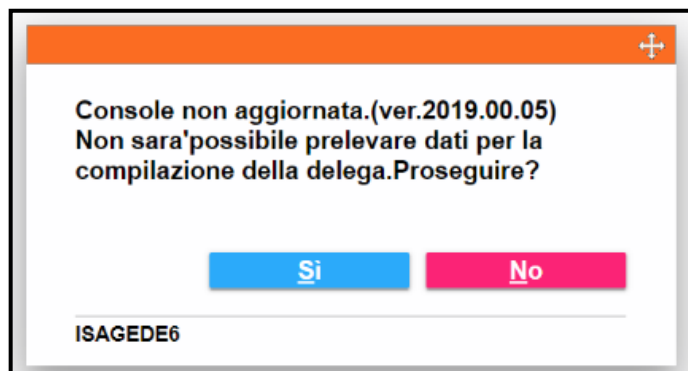 Console non aggiornata.(ver.2019.00.05)
Non sara'possibile prelevare dati per la
compilazione della delega.Proseguire?
Sì
No
ISAGEDE6